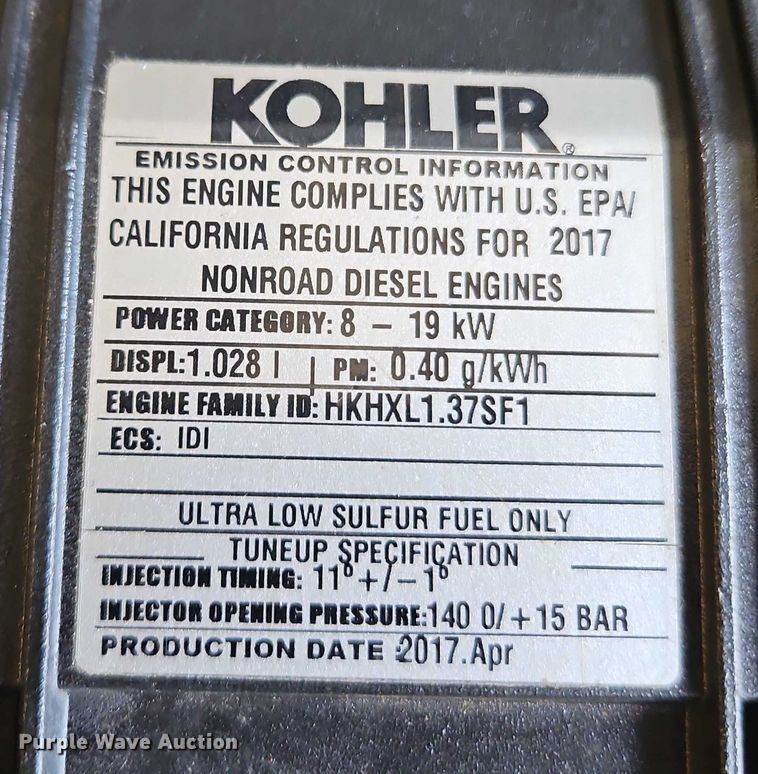 KOHLER®
EMISSION CONTROL INFORMATION
THIS ENGINE COMPLIES WITH U.S. EPA/
CALIFORNIA REGULATIONS FOR 2017
NONROAD DIESEL ENGINES
POWER CATEGORY: 8 – 19 kW
DISPL:1.028 l | PM: 0.40 g/kWh
ENGINE FAMILY ID: HKHXL1.37SF1
ECS: IDI
ULTRA LOW SULFUR FUEL ONLY
TUNEUP SPECIFICATION
INJECTION TIMING: 11° +/– 1°
INJECTOR OPENING PRESSURE:140 0/+15 BAR
PRODUCTION DATE :2017.Apr
Purple Wave Auction